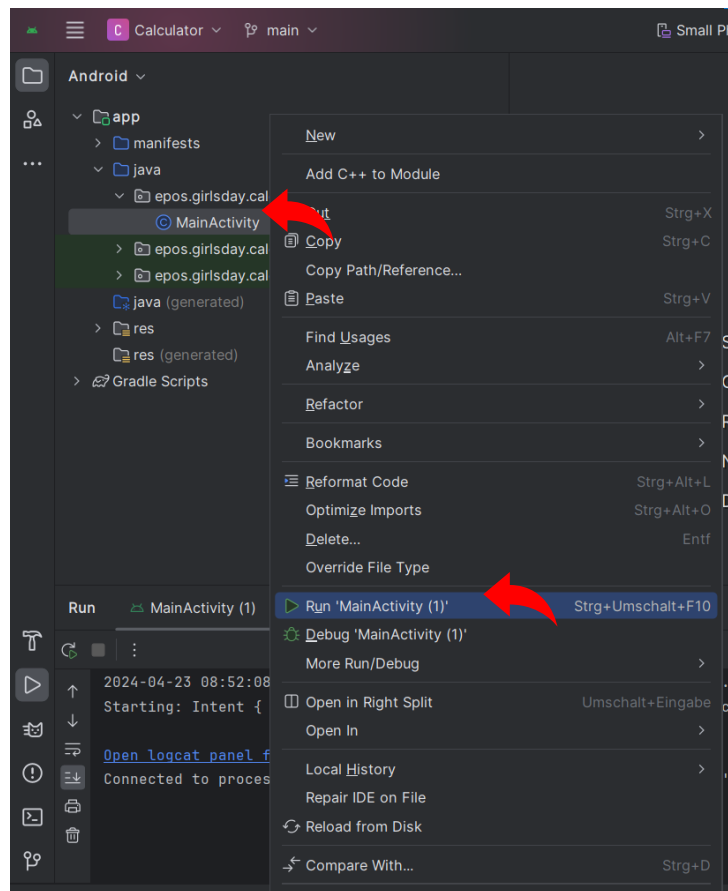 C Calculator main Small
Android
app
manifests
java
epos.girlsday.cal
C MainActivity
epos.girlsday.cal
epos.girlsday.cal
java (generated)
res
res (generated)
Gradle Scripts
New
Add C++ to Module
Strg+X
Copy Strg+C
Copy Path/Reference...
Paste Strg+V
Find Usages Alt+F7
Analyze
Refactor
Bookmarks
Reformat Code Strg+Alt+L
Optimize Imports Strg+Alt+O
Delete... Entf
Override File Type
Run 'MainActivity (1)' Strg+Umschalt+F10
Debug 'MainActivity (1)'
More Run/Debug
Open in Right Split Umschalt+Eingabe
Open In
Local History
Repair IDE on File
Reload from Disk
Compare With... Strg+D
Run MainActivity (1)
2024-04-23 08:52:08
Starting: Intent {
Open logcat panel f
Connected to proces